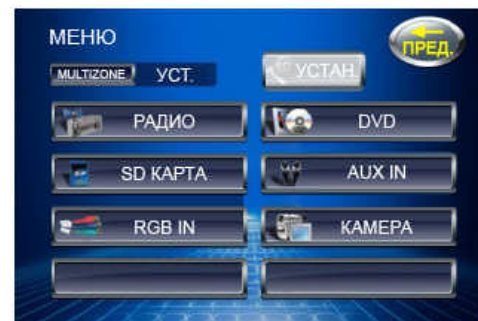 МЕНЮ
ПРЕД.
MULTIZONE УСТ.
УСТАН.
РАДИО
DVD
SD КАРТА
AUX IN
RGB IN
КАМЕРА